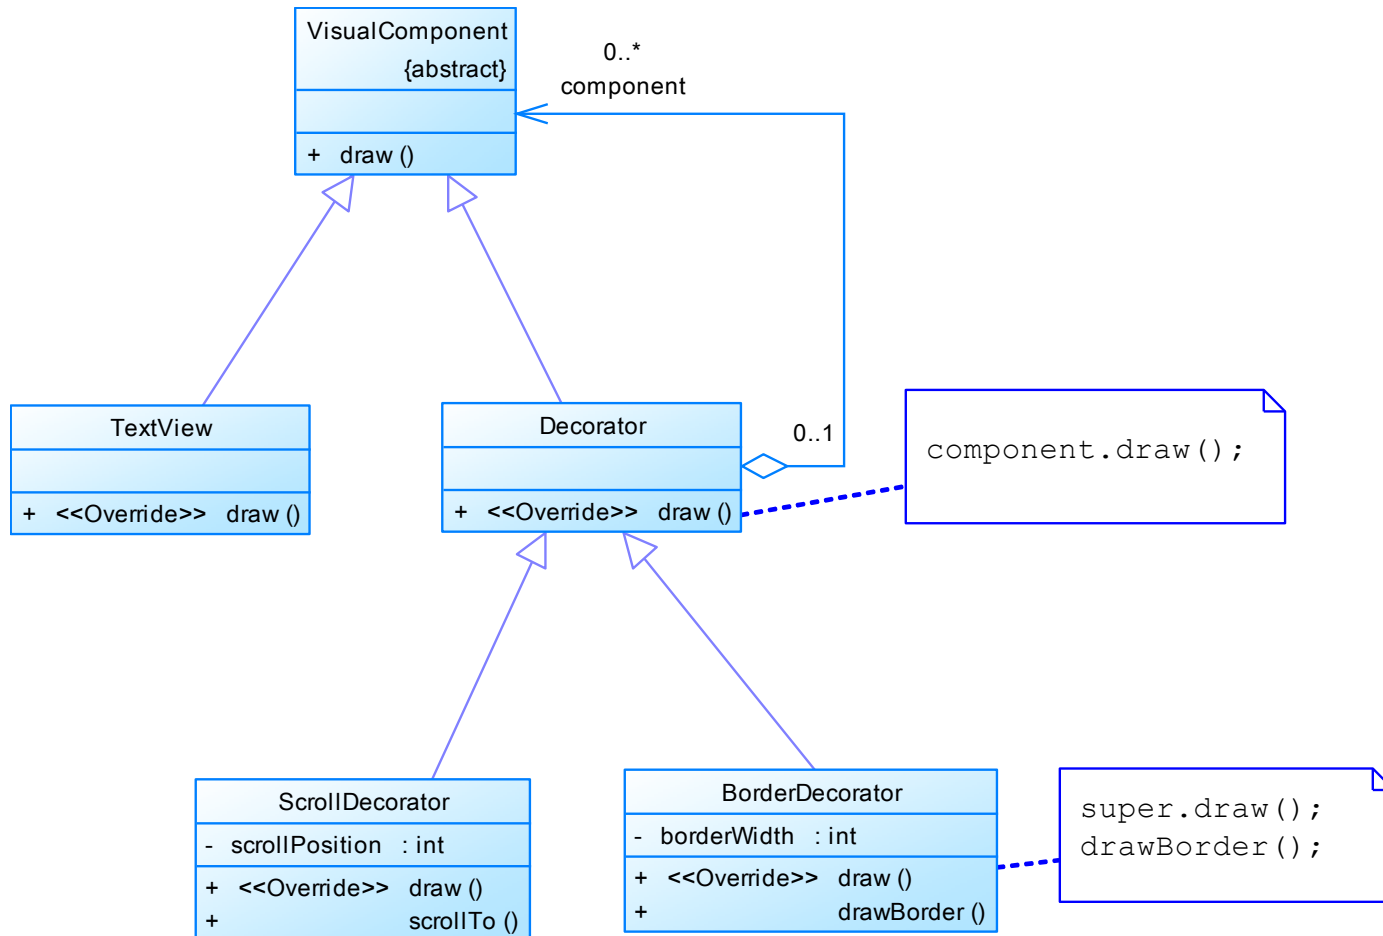 VisualComponent
{abstract}
+ draw ()
0..*
component
TextView
+ <<Override>> draw ()
Decorator
+ <<Override>> draw ()
0..1
component.draw();
ScrollDecorator
- scrollPosition : int
+ <<Override>> draw ()
+ scrollTo ()
BorderDecorator
- borderWidth : int
+ <<Override>> draw ()
+ drawBorder ()
super.draw();
drawBorder();